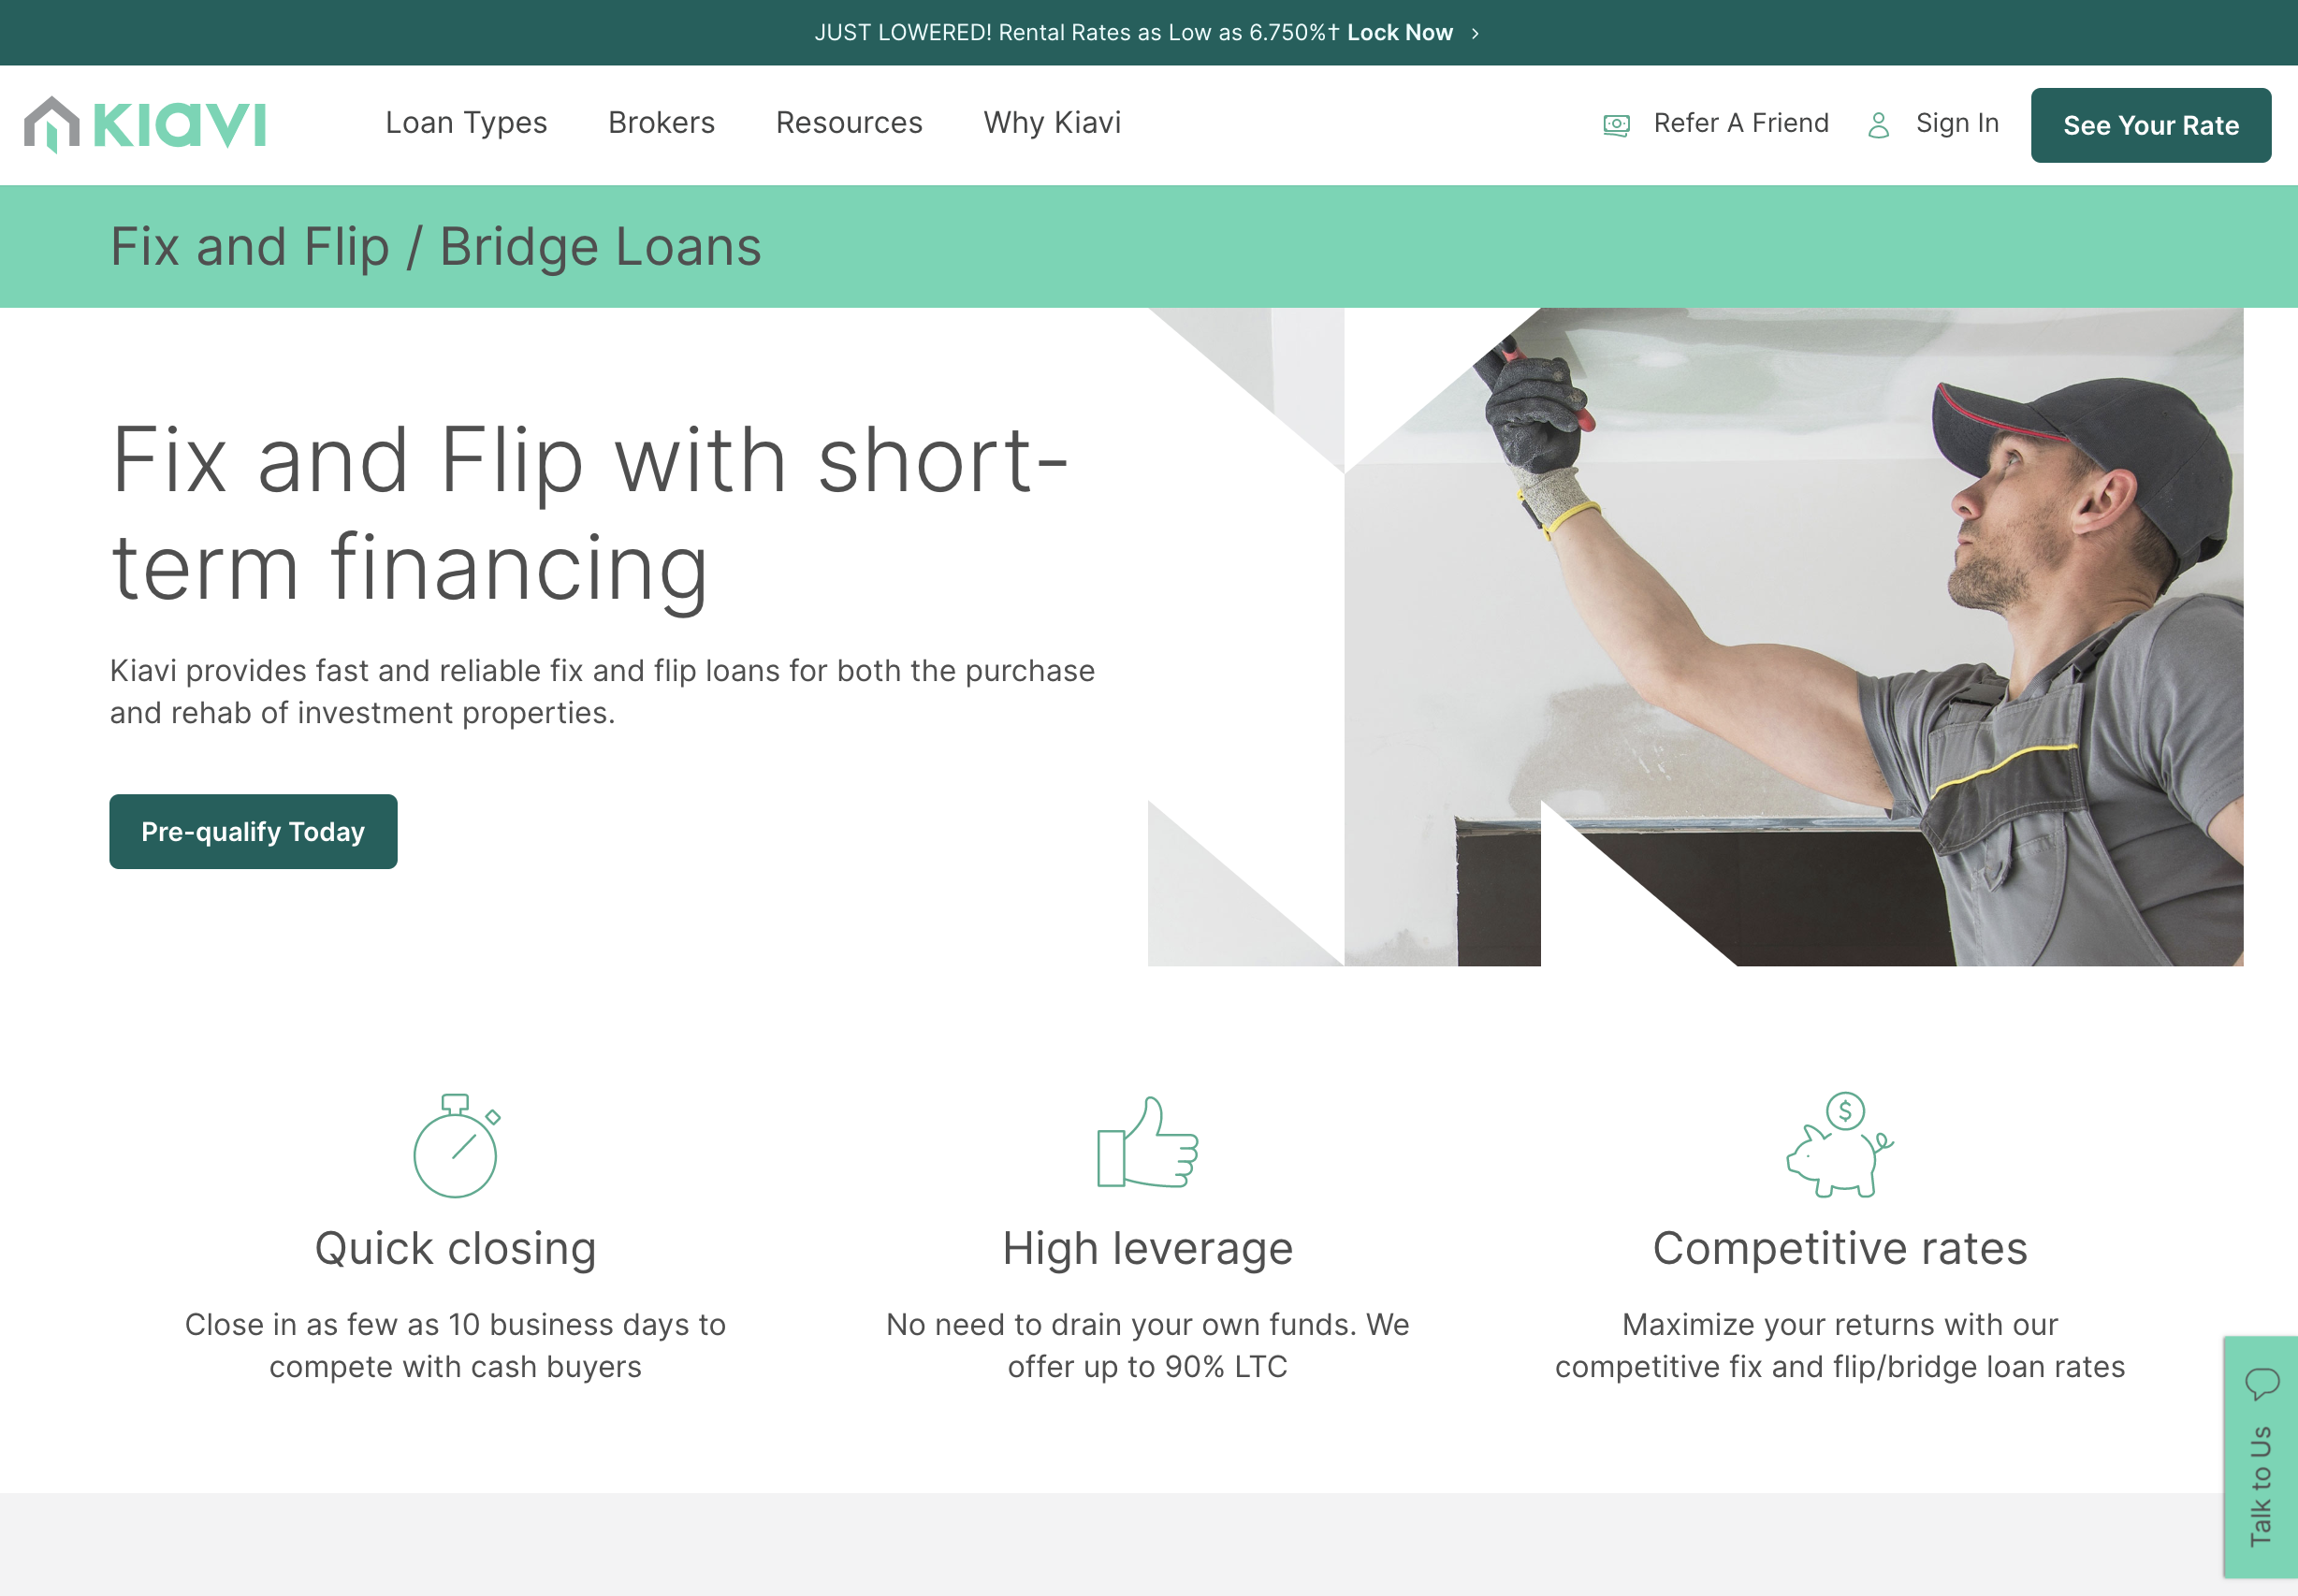 JUST LOWERED! Rental Rates as Low as 6.750%† Lock Now
KIAVI
Loan Types
Brokers
Resources
Why Kiavi
Refer A Friend
Sign In
See Your Rate
Fix and Flip / Bridge Loans
Fix and Flip with short-
term financing
Kiavi provides fast and reliable fix and flip loans for both the purchase
and rehab of investment properties.
Pre-qualify Today
$
Quick closing
Close in as few as 10 business days to
compete with cash buyers
High leverage
No need to drain your own funds. We
offer up to 90% LTC
Competitive rates
Maximize your returns with our
competitive fix and flip/bridge loan rates
Talk to Us